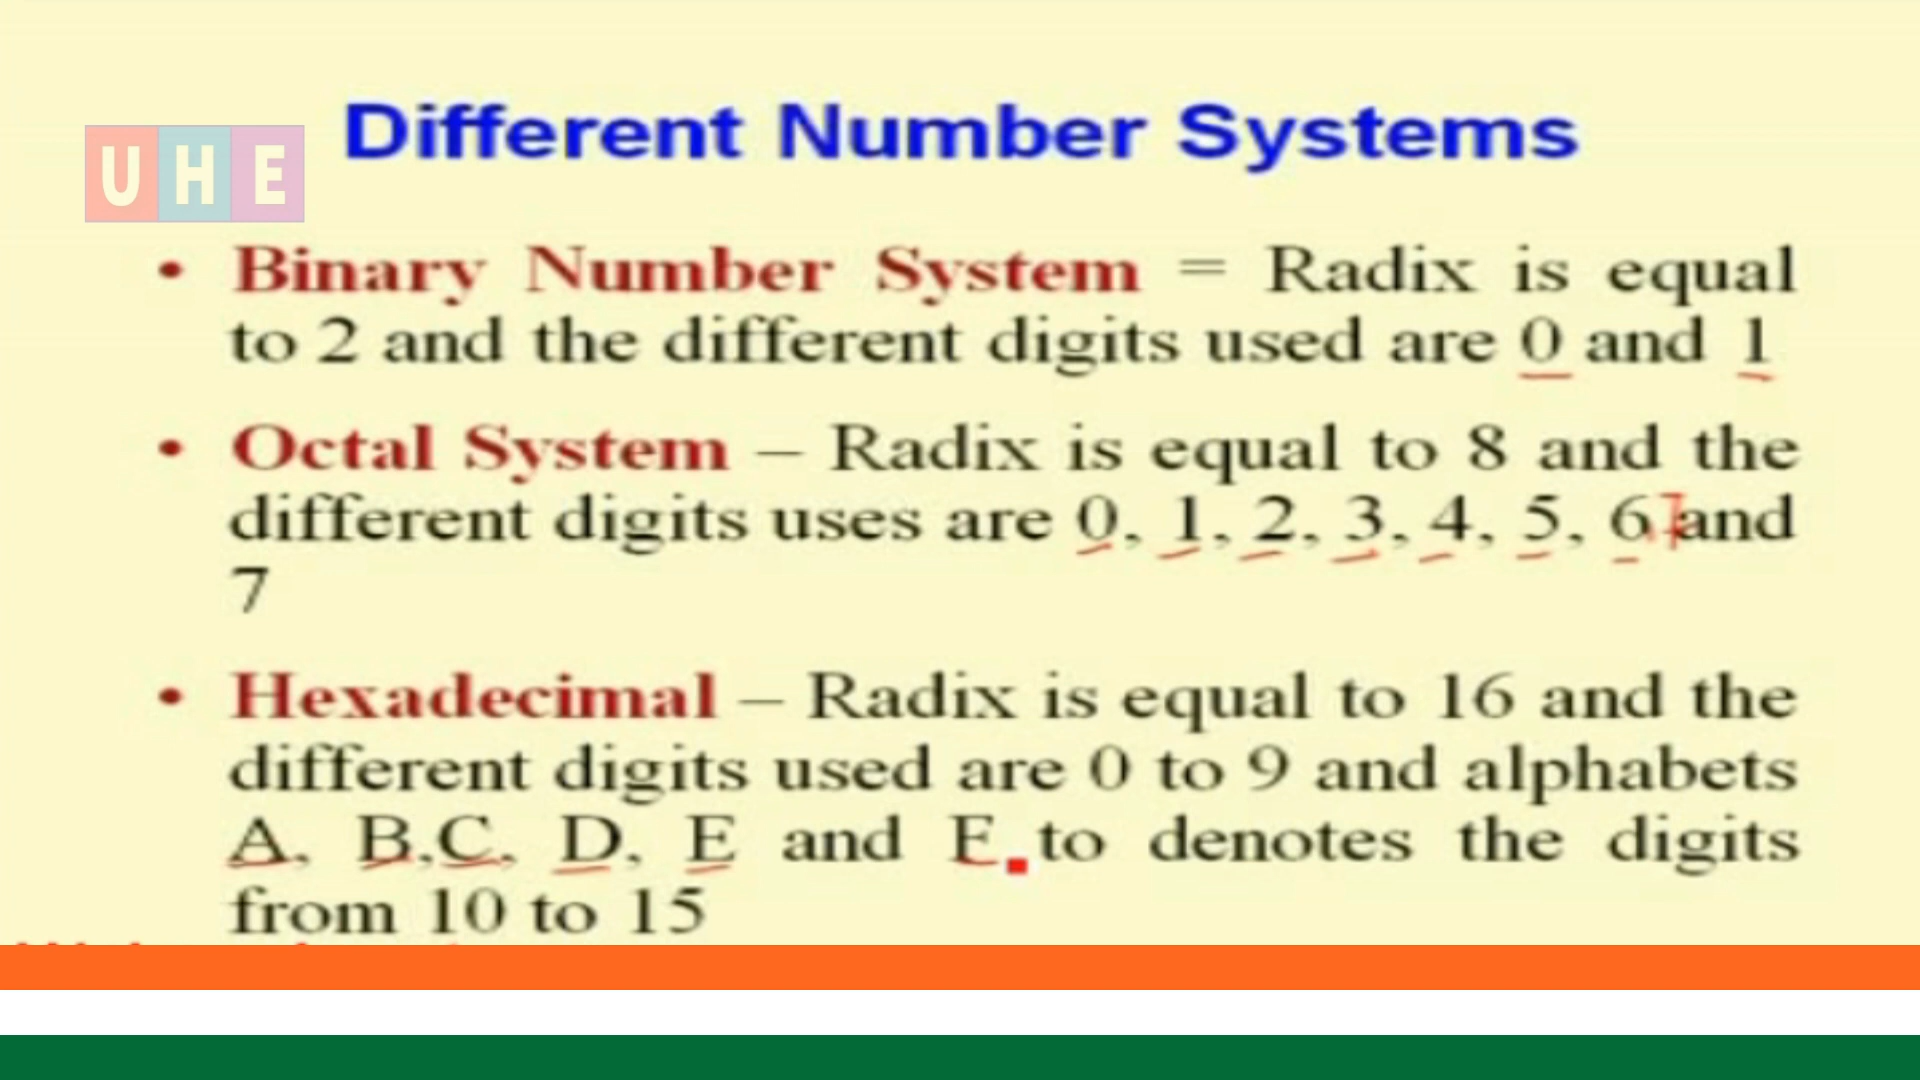 Different Number Systems
UHE
• Binary Number System = Radix is equal
to 2 and the different digits used are 0 and 1
• Octal System – Radix is equal to 8 and the
different digits uses are 0, 1, 2, 3, 4, 5, 6 7 and
7
• Hexadecimal – Radix is equal to 16 and the
different digits used are 0 to 9 and alphabets
A, B,C, D, E and F to denotes the digits
from 10 to 15